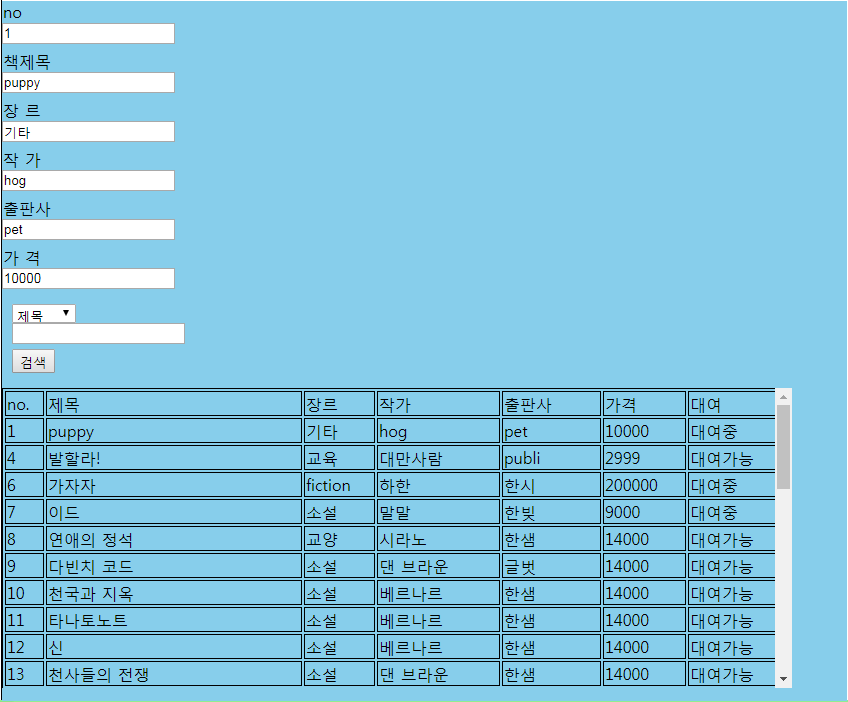 no
1
책제목
puppy
장 르
기타
작 가
hog
출판사
pet
가 격
10000
제목
검색
no. 제목 장르 작가 출판사 가격 대여
1 puppy 기타 hog pet 10000 대여중
4 발할라! 교육 대만사람 publi 2999 대여가능
6 가자자 fiction 하한 한시 200000 대여중
7 이드 소설 말말 한빛 9000 대여중
8 연애의 정석 교양 시라노 한샘 14000 대여가능
9 다빈치 코드 소설 댄 브라운 글벗 14000 대여가능
10 천국과 지옥 소설 베르나르 한샘 14000 대여가능
11 타나토노트 소설 베르나르 한샘 14000 대여가능
12 신 소설 베르나르 한샘 14000 대여가능
13 천사들의 전쟁 소설 댄 브라운 한샘 14000 대여가능